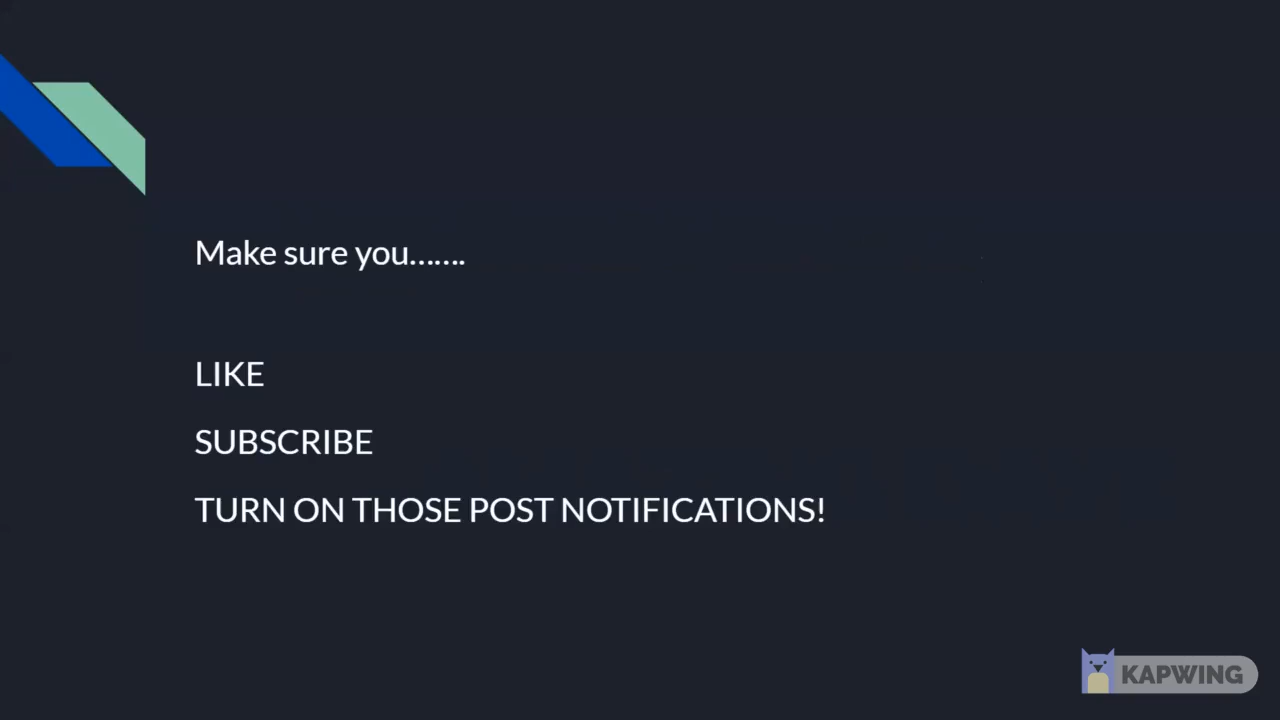 Make sure you…….
LIKE
SUBSCRIBE
TURN ON THOSE POST NOTIFICATIONS!
KAPWING